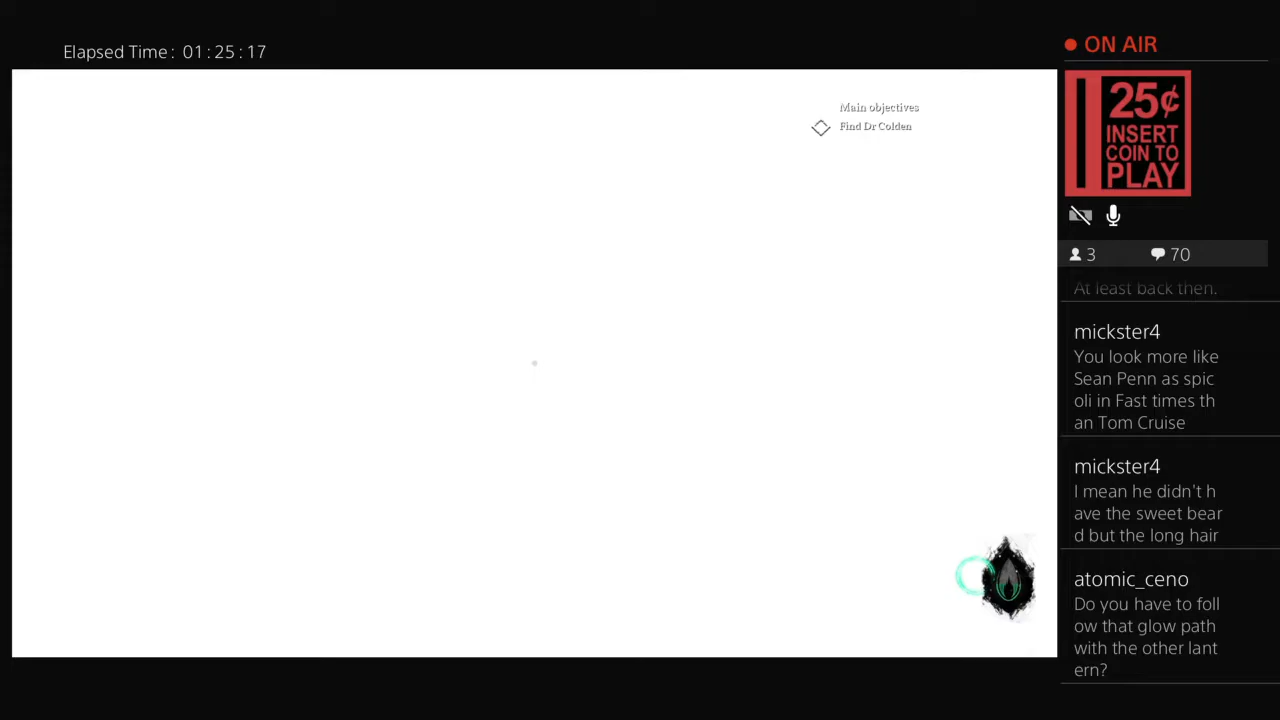 Elapsed Time: 01:25:17
ON AIR
Main objectives
Find Dr Colden
25¢
INSERT
COIN TO
PLAY
3 70
At least back then.
mickster4
You look more like
Sean Penn as spic
oli in Fast times th
an Tom Cruise
mickster4
I mean he didn't h
ave the sweet bear
d but the long hair
atomic_ceno
Do you have to foll
ow that glow path
with the other lant
ern?